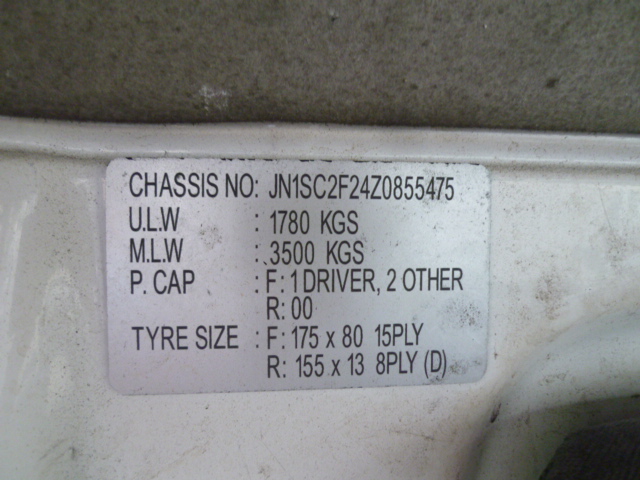 CHASSIS NO: JN1SC2F24Z0855475
U.L.W : 1780 KGS
M.L.W : 3500 KGS
P. CAP : F: 1 DRIVER, 2 OTHER
R: 00
TYRE SIZE : F: 175 x 80 15PLY
R: 155 x 13 8PLY (D)